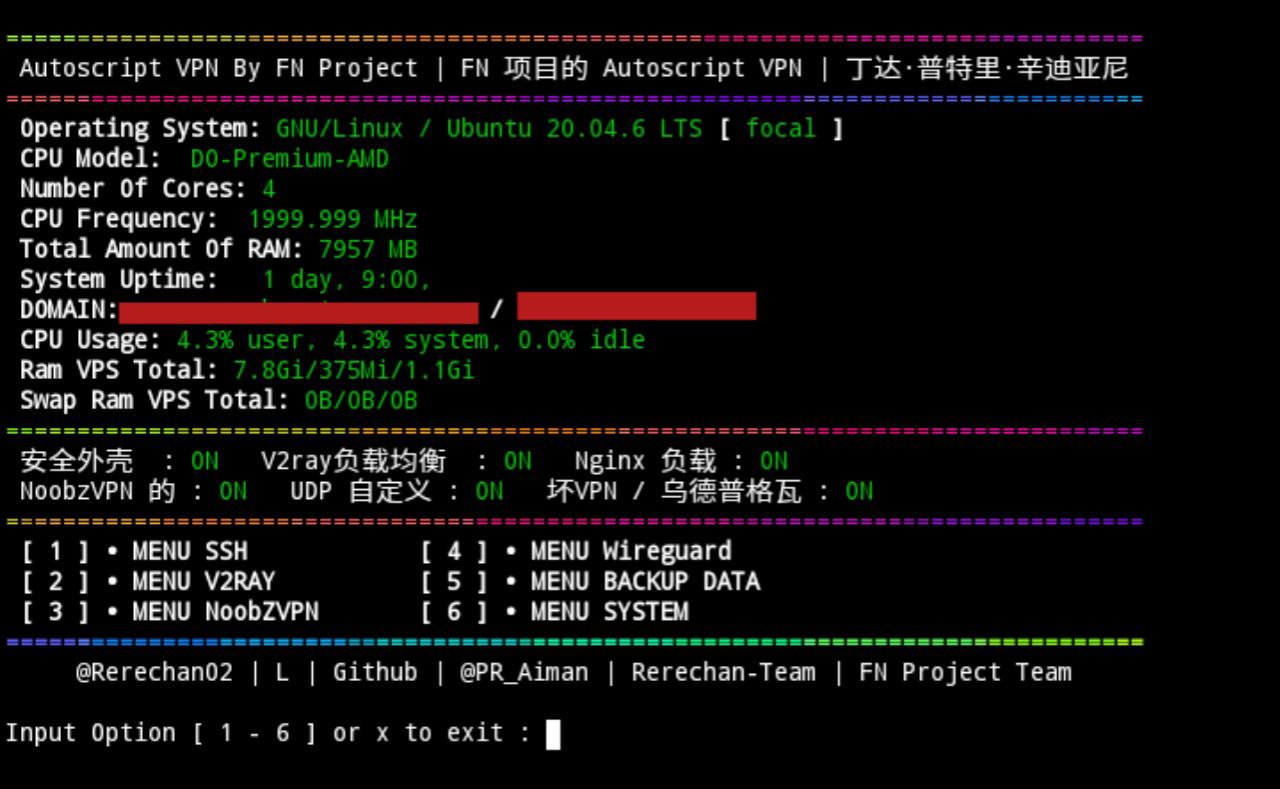 Autoscript VPN By FN Project | FN 项目的 Autoscript VPN | 丁达·普特里·辛迪亚尼
Operating System: GNU/Linux / Ubuntu 20.04.6 LTS [ focal ]
CPU Model: DO-Premium-AMD
Number Of Cores: 4
CPU Frequency: 1999.999 MHz
Total Amount Of RAM: 7957 MB
System Uptime: 1 day, 9:00,
DOMAIN: /
CPU Usage: 4.3% user, 4.3% system, 0.0% idle
Ram VPS Total: 7.8Gi/375Mi/1.1Gi
Swap Ram VPS Total: 0B/0B/0B
安全外壳 : ON V2ray负载均衡 : ON Nginx 负载 : ON
NoobzVPN 的 : ON UDP 自定义 : ON 坏VPN / 乌德普格瓦 : ON
[ 1 ] • MENU SSH [ 4 ] • MENU Wireguard
[ 2 ] • MENU V2RAY [ 5 ] • MENU BACKUP DATA
[ 3 ] • MENU NoobZVPN [ 6 ] • MENU SYSTEM
@Rerechan02 | L | Github | @PR_Aiman | Rerechan-Team | FN Project Team
Input Option [ 1 - 6 ] or x to exit :